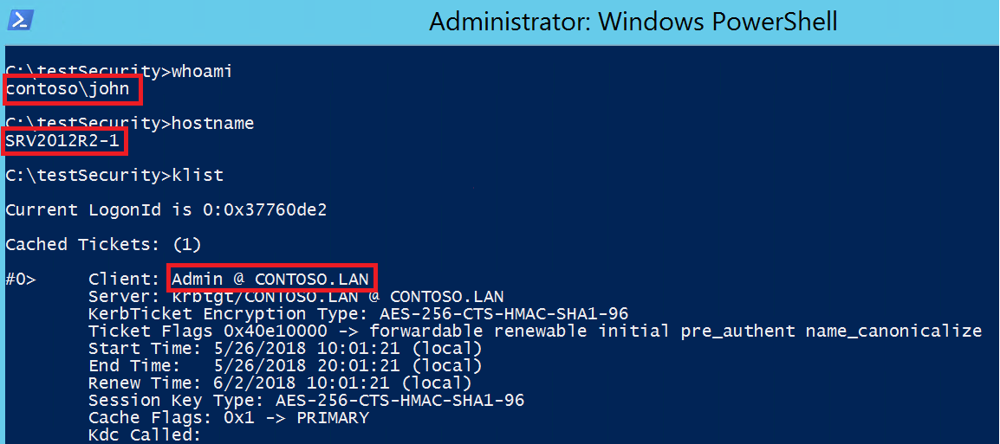 Administrator: Windows PowerShell
C:\testSecurity>whoami
contoso\john
C:\testSecurity>hostname
SRV2012R2-1
C:\testSecurity>klist
Current LogonId is 0:0x37760de2
Cached Tickets: (1)
#0>     Client: Admin @ CONTOSO.LAN
        Server: krbtgt/CONTOSO.LAN @ CONTOSO.LAN
        KerbTicket Encryption Type: AES-256-CTS-HMAC-SHA1-96
        Ticket Flags 0x40e10000 -> forwardable renewable initial pre_authent name_canonicalize
        Start Time: 5/26/2018 10:01:21 (local)
        End Time:   5/26/2018 20:01:21 (local)
        Renew Time: 6/2/2018 10:01:21 (local)
        Session Key Type: AES-256-CTS-HMAC-SHA1-96
        Cache Flags: 0x1 -> PRIMARY
        Kdc Called: